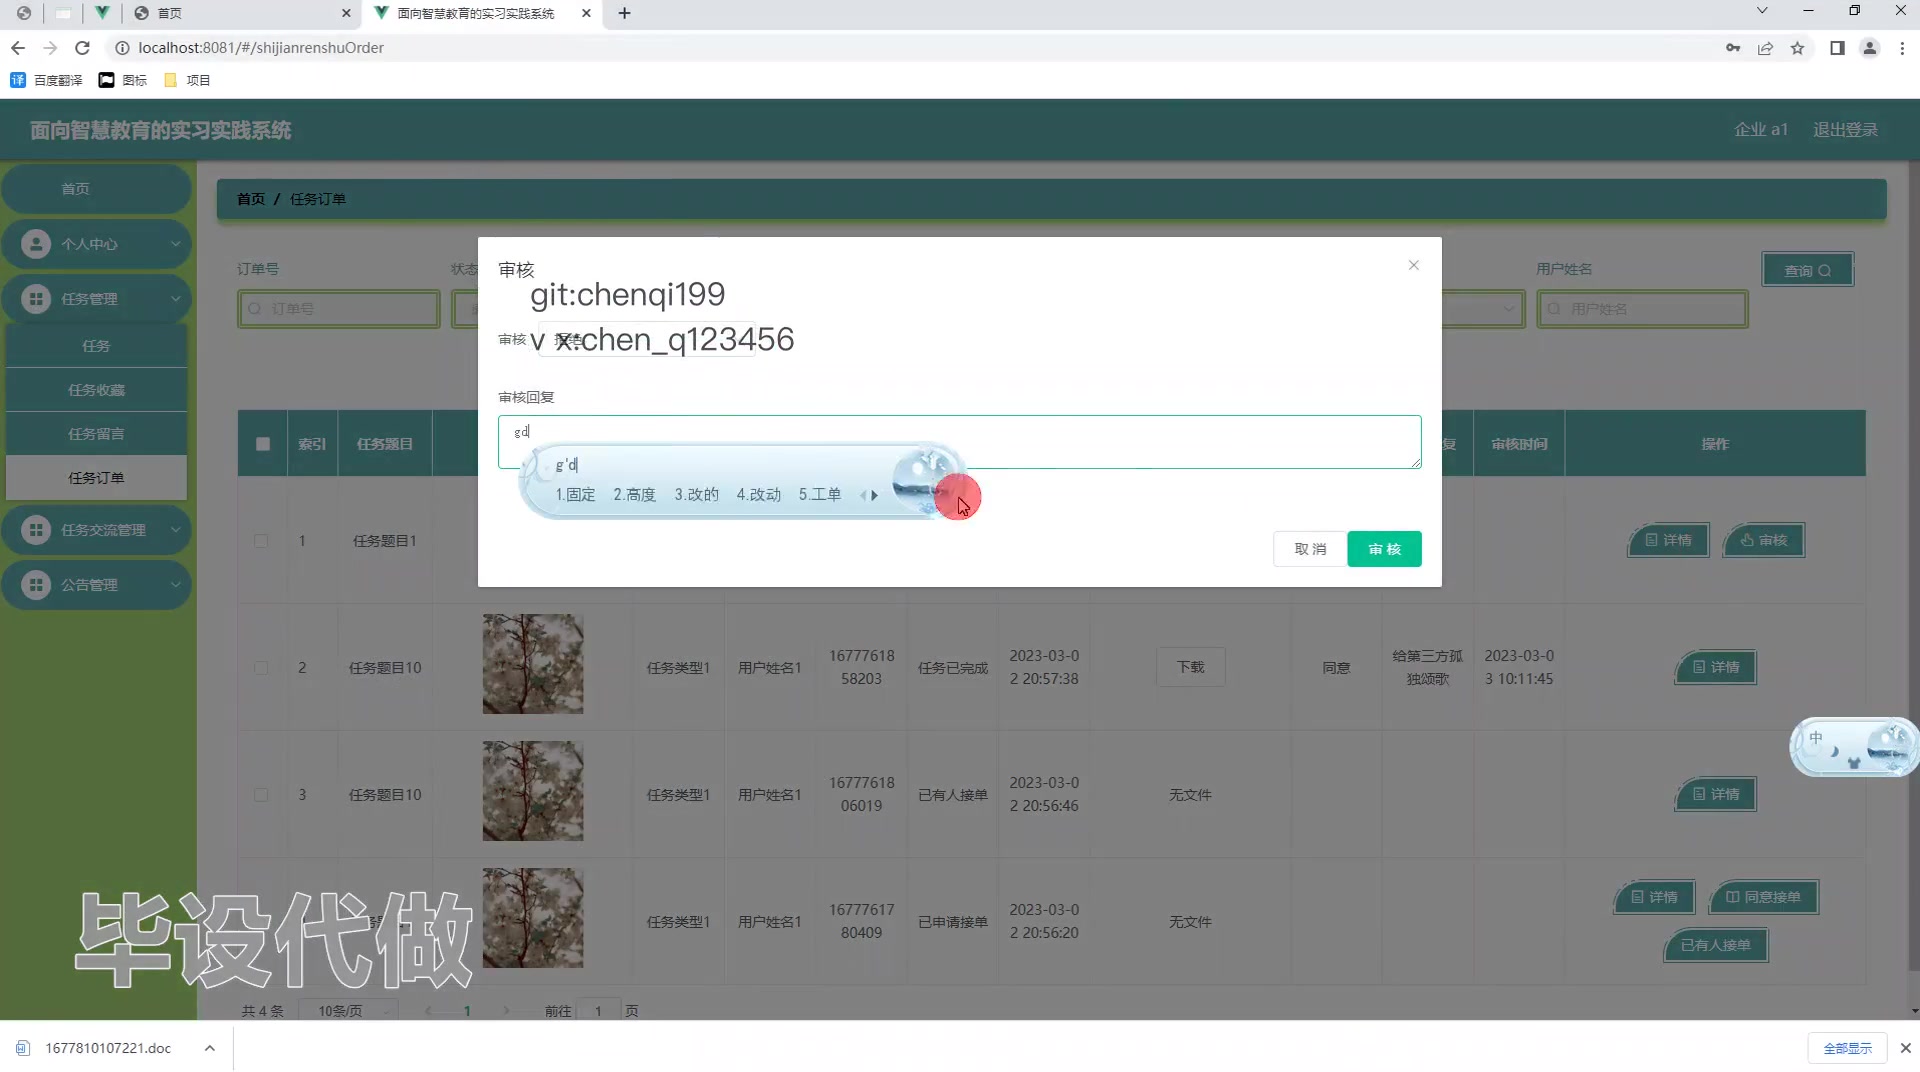 首页
面向智慧教育的实习实践系统
localhost:8081/#/shijianrenshuOrder
百度翻译
图标
项目
面向智慧教育的实习实践系统
企业 a1
退出登录
首页
个人中心
任务管理
任务
任务收藏
任务留言
任务订单
任务交流管理
公告管理
首页 / 任务订单
订单号
状态
用户姓名
查询
订单号
用户姓名
审核
git:chenqi199
审核
v x:chen_q123456
审核回复
gd
g'd
1.固定 2.高度 3.改的 4.改动 5.工单
取消
审核
索引 任务题目 复 审核时间 操作
1 任务题目1 详情 审核
2 任务题目10 任务类型1 用户姓名1 1677761858203 任务已完成 2023-03-02 20:57:38 下载 同意 给第三方孤独颂歌 2023-03-03 10:11:45 详情
3 任务题目10 任务类型1 用户姓名1 1677761806019 已有人接单 2023-03-02 20:56:46 无文件 详情
任务类型1 用户姓名1 1677761780409 已申请接单 2023-03-02 20:56:20 无文件 详情 同意接单
已有人接单
中
毕设代做
共 4 条 10条/页 1 前往 1 页
1677810107221.doc
全部显示